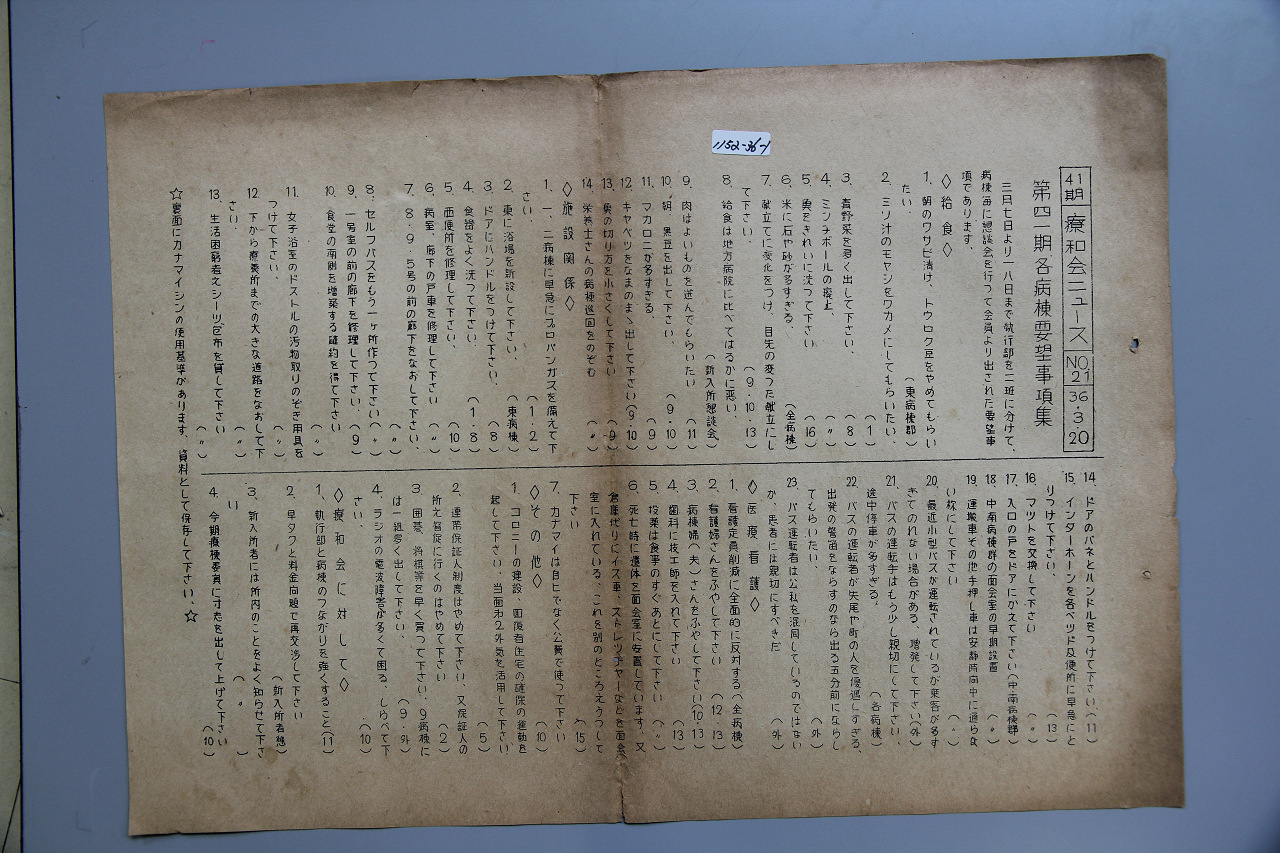 1152-36-1
41期 療和会ニュース NO.21 36.3.20
第四一期各病棟要望事項集
三月七日より一八日まで執行部を二班に分けて、
病棟毎に懇談会を行つて会員より出された要望事
項であります。
◇給食◇
1. 朝のワサビ漬け、トウロク豆をやめてもらい
たい (東病棟群)
2. ミソ汁のモヤシをワカメにしてもらいたい、
(1)
3. 青野菜を多く出して下さい、 (8)
4. ミンチボールの廃止 (〃)
5. 魚をきれいに洗つて下さい (16)
6. 米に石や砂が多すぎる、 (全病棟)
7. 献立てに変化をつけ、目先の変つた献立にし
て下さい、 (9・10・13)
8. 給食は地方病院に比べてはるかに悪い、
(新入所懇談会)
9. 肉はよいものを選んでもらいたい (11)
10. 朝、黒豆を出して下さい、 (9・10)
11. マカロニが多すぎる、 (9)
12. キャベツをなまのまゝ出して下さい(9・10)
13. 魚の切り方を小さくして下さい (9)
14. 栄養士さんの病棟巡回をのぞむ (〃)
◇施設関係◇
1. 一、二病棟に早急にプロパンガスを備えて下
さい、 (1・2)
2. 東に浴場を新設して下さい、 (東病棟)
3. ドアにハンドルをつけて下さい、 (8)
4. 食器をよく洗つて下さい、 (1・8)
5. 西便所を修理して下さい、 (10)
6. 病室、廊下の戸車を修理して下さい (〃)
7. 8・9・5号の前の廊下をなおして下さい、
(〃)
8. セルフバスをもう一ヶ所作つて下さい(〃)
9. 一号室の前の廊下を修理して下さい、 (9)
10. 食堂の南側を増築する確約を得て下さい
(〃)
11. 女子浴室のドストルの汚物取りのぞき用具を
つけて下さい、 (〃)
12. 下から療養所までの大きな道路をなおして下
さい、 (〃)
13. 生活困窮者えシーツ包布を貸して下さい
(〃)
☆裏面にカナマイシンの使用基準があります、資料として保存して下さい、☆
14. ドアのバネとハンドルをつけて下さい、(11)
15. インターホーンを各ベツド及便所に早急にと
りつけて下さい、 (13)
16. マツトを交換して下さい (〃)
17. 入口の戸をドアにかえて下さい(中南病棟群)
18. 中南病棟群の面会室の早期設置 (〃)
19. 運搬車その他手押し車は安静時間中に通らな
い様にして下さい (〃)
20. 最近小型バスが運転されているが乗客が多す
ぎてのれない場合がある、増発して下さい(外)
21. バスの運転手はもう少し親切にして下さい、
途中停車が多すぎる、 (各病棟)
22. バスの運転者が失尾や町の人を優遇しすぎる、
出発の警笛をならすのなら出る五分前にならし
てもらいたい、 (外)
23. バス運転者は公私を混同しているのではない
か、患者には親切にすべきだ (外)
◇医療看護◇
1. 看護定員削減に全面的に反対する(全病棟)
2. 看護婦さんをふやして下さい (12・13)
3. 病棟婦(夫)さんをふやして下さい(10・13)
4. 歯科に技工師を入れて下さい (13)
5. 投薬は食事のすぐあとにして下さい (〃)
6. 死亡時に遺体を面会室に安置しています、又
倉庫代りにイス車、ストレッチャーなどを面会
室に入れている、これを別のところえうつして
下さい (15)
7. カナマイは自ヒでなく公費で使つて下さい
(10)
◇その他◇
1. コロニーの建設、回復者住宅の確保の運動を
起して下さい、当面オ2外気を活用して下さい
(5)
2. 連帯保証人制度はやめて下さい、又保証人の
所え督促に行くのはやめて下さい (2)
3. 囲碁、将棋等を早く買つて下さい・9病棟に
は一組多く出して下さい、 (9・外)
4. ラジオの電波障害が多くて困る、しらべて下
さい、 (10)
◇療和会に対して◇
1. 執行部と病棟のつながりを強くすること(11)
2. 早タフと料金問題で再交渉して下さい
(新入所者懇)
3. 新入所者には所内のことをよく知らせて下さ
い (〃)
4. 今期療棟委員に寸志を出して上げて下さい
(10)